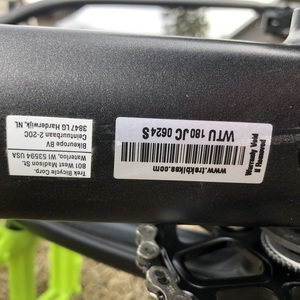 www.trekbikes.com
WTU 180 JC 0624 S
Warranty Void
if Removed
Trek Bicycle Corp.
801 West Madison St.
Waterloo, WI 53594 USA
Bikeurope BV
Ceintuurbaan 2-20C
3847 LG Harderwijk, NL